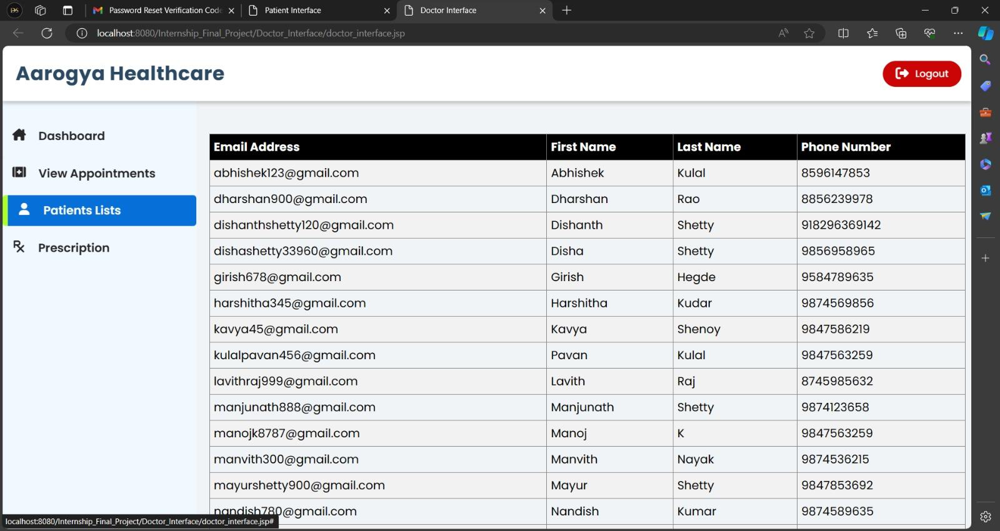 Password Reset Verification Code
Patient Interface
Doctor Interface
localhost:8080/Internship_Final_Project/Doctor_Interface/doctor_interface.jsp
Aarogya Healthcare
Logout
Dashboard
View Appointments
Patients Lists
Prescription
Email Address First Name Last Name Phone Number
abhishek123@gmail.com Abhishek Kulal 8596147853
dharshan900@gmail.com Dharshan Rao 8856239978
dishanthshetty120@gmail.com Dishanth Shetty 918296369142
dishashetty33960@gmail.com Disha Shetty 9856958965
girish678@gmail.com Girish Hegde 9584789635
harshitha345@gmail.com Harshitha Kudar 9874569856
kavya45@gmail.com Kavya Shenoy 9847586219
kulalpavan456@gmail.com Pavan Kulal 9847563259
lavithraj999@gmail.com Lavith Raj 8745985632
manjunath888@gmail.com Manjunath Shetty 9874123658
manojk8787@gmail.com Manoj K 9847563259
manvith300@gmail.com Manvith Nayak 9874536215
mayurshetty900@gmail.com Mayur Shetty 9847853692
nandish780@gmail.com Nandish Kumar 9874589635
localhost:8080/Internship_Final_Project/Doctor_Interface/doctor_interface.jsp#